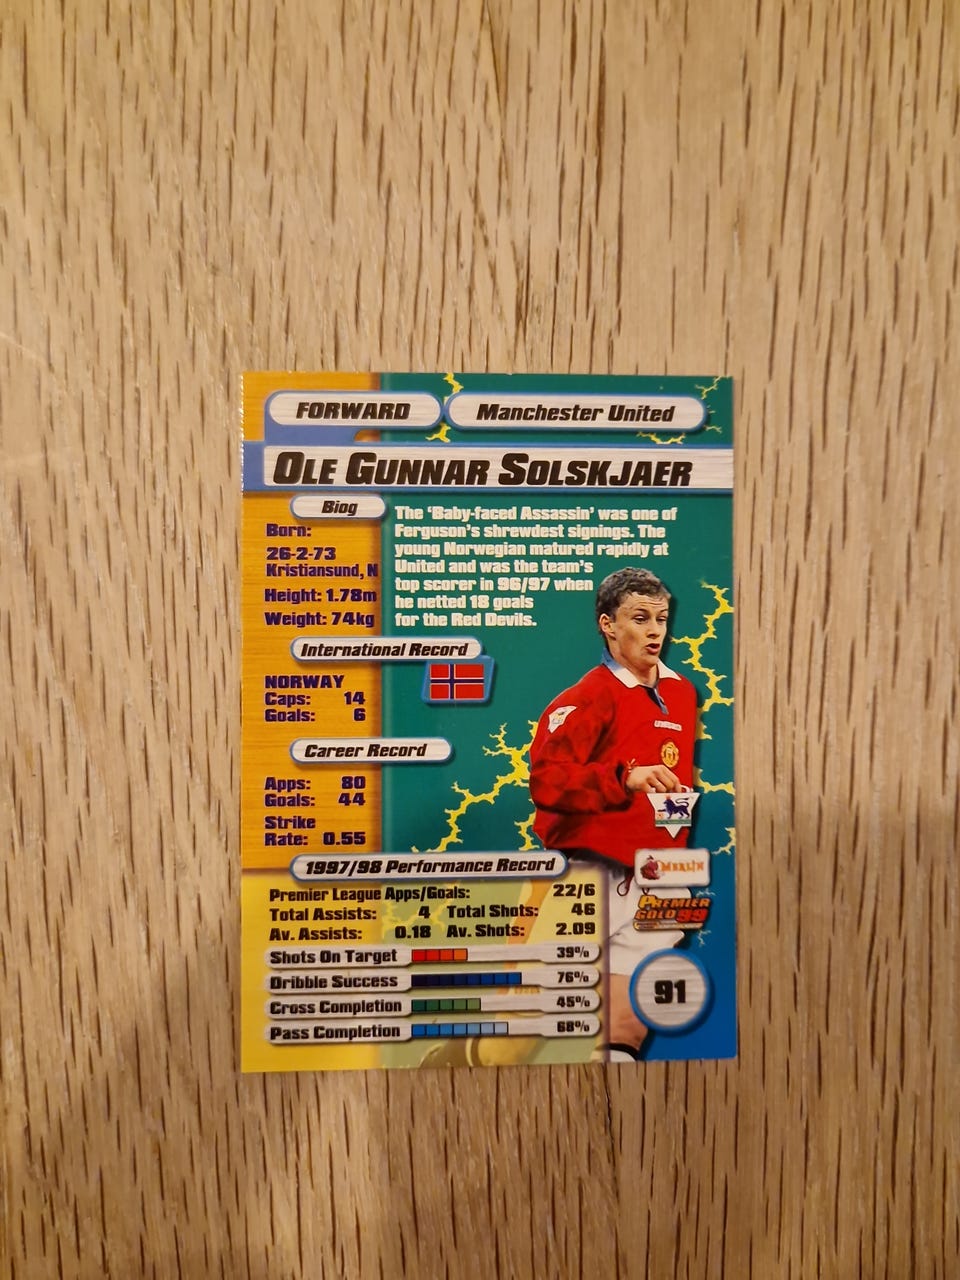 FORWARD
Manchester United
OLE GUNNAR SOLSKJAER
Biog
Born:
26-2-73
Kristiansund, N
Height: 1.78m
Weight: 74kg
The 'Baby-faced Assassin' was one of
Ferguson's shrewdest signings. The
young Norwegian matured rapidly at
United and was the team's
top scorer in 96/97 when
he netted 18 goals
for the Red Devils.
International Record
NORWAY
Caps: 14
Goals: 6
Career Record
Apps: 80
Goals: 44
Strike
Rate: 0.55
UMBRO
1997/98 Performance Record
Premier League Apps/Goals: 22/6
Total Assists: 4 Total Shots: 46
Av. Assists: 0.18 Av. Shots: 2.09
Shots On Target 39%
Dribble Success 76%
Cross Completion 45%
Pass Completion 68%
MERLIN
PREMIER
GOLD 99
91